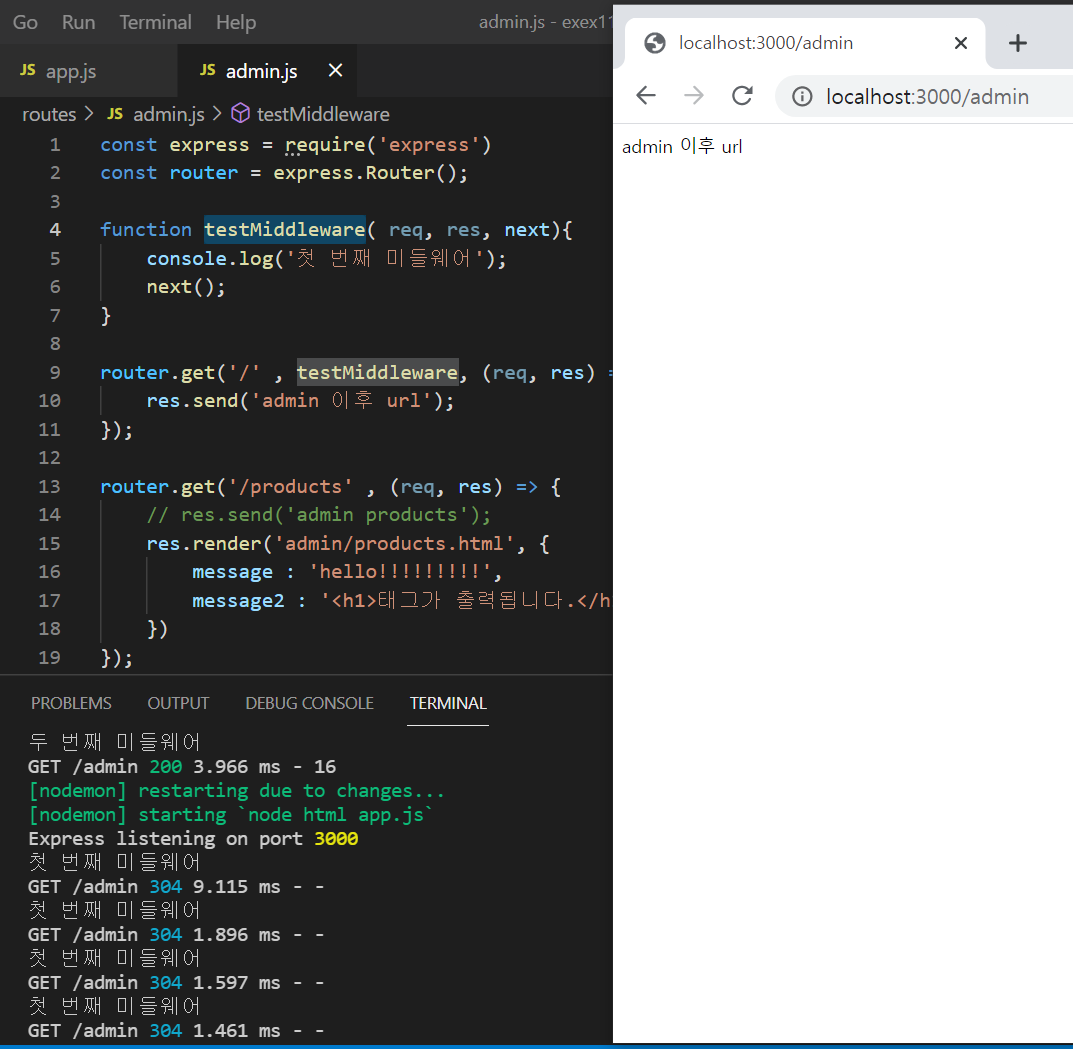 Go Run Terminal Help admin.js - exex11
JS app.js JS admin.js
routes > JS admin.js > testMiddleware
1 const express = require('express')
2 const router = express.Router();
3
4 function testMiddleware( req, res, next){
5 console.log('첫 번째 미들웨어');
6 next();
7 }
8
9 router.get('/' , testMiddleware, (req, res) =
10 res.send('admin 이후 url');
11 });
12
13 router.get('/products' , (req, res) => {
14 // res.send('admin products');
15 res.render('admin/products.html', {
16 message : 'hello!!!!!!!!!',
17 message2 : '<h1>태그가 출력됩니다.</h
18 })
19 });
PROBLEMS OUTPUT DEBUG CONSOLE TERMINAL
두 번째 미들웨어
GET /admin 200 3.966 ms - 16
[nodemon] restarting due to changes...
[nodemon] starting `node html app.js`
Express listening on port 3000
첫 번째 미들웨어
GET /admin 304 9.115 ms - -
첫 번째 미들웨어
GET /admin 304 1.896 ms - -
첫 번째 미들웨어
GET /admin 304 1.597 ms - -
첫 번째 미들웨어
GET /admin 304 1.461 ms - -
localhost:3000/admin
localhost:3000/admin
admin 이후 url